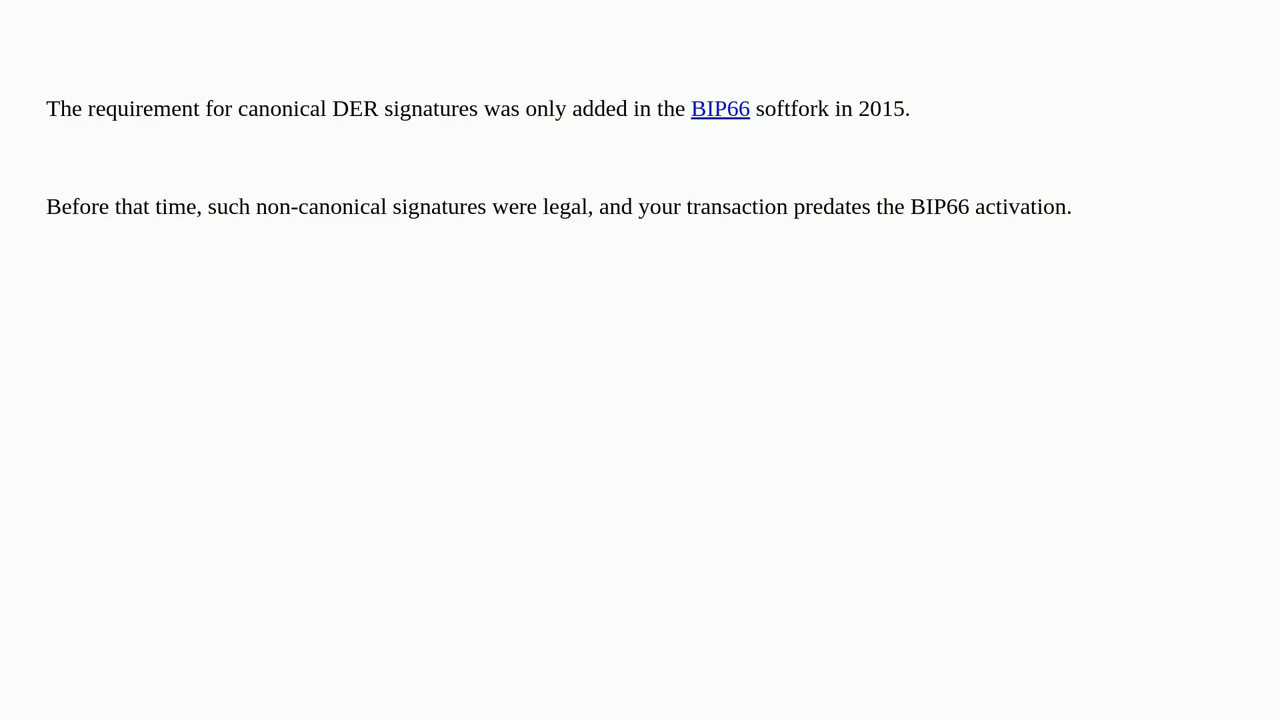 The requirement for canonical DER signatures was only added in the BIP66 softfork in 2015.
Before that time, such non-canonical signatures were legal, and your transaction predates the BIP66 activation.